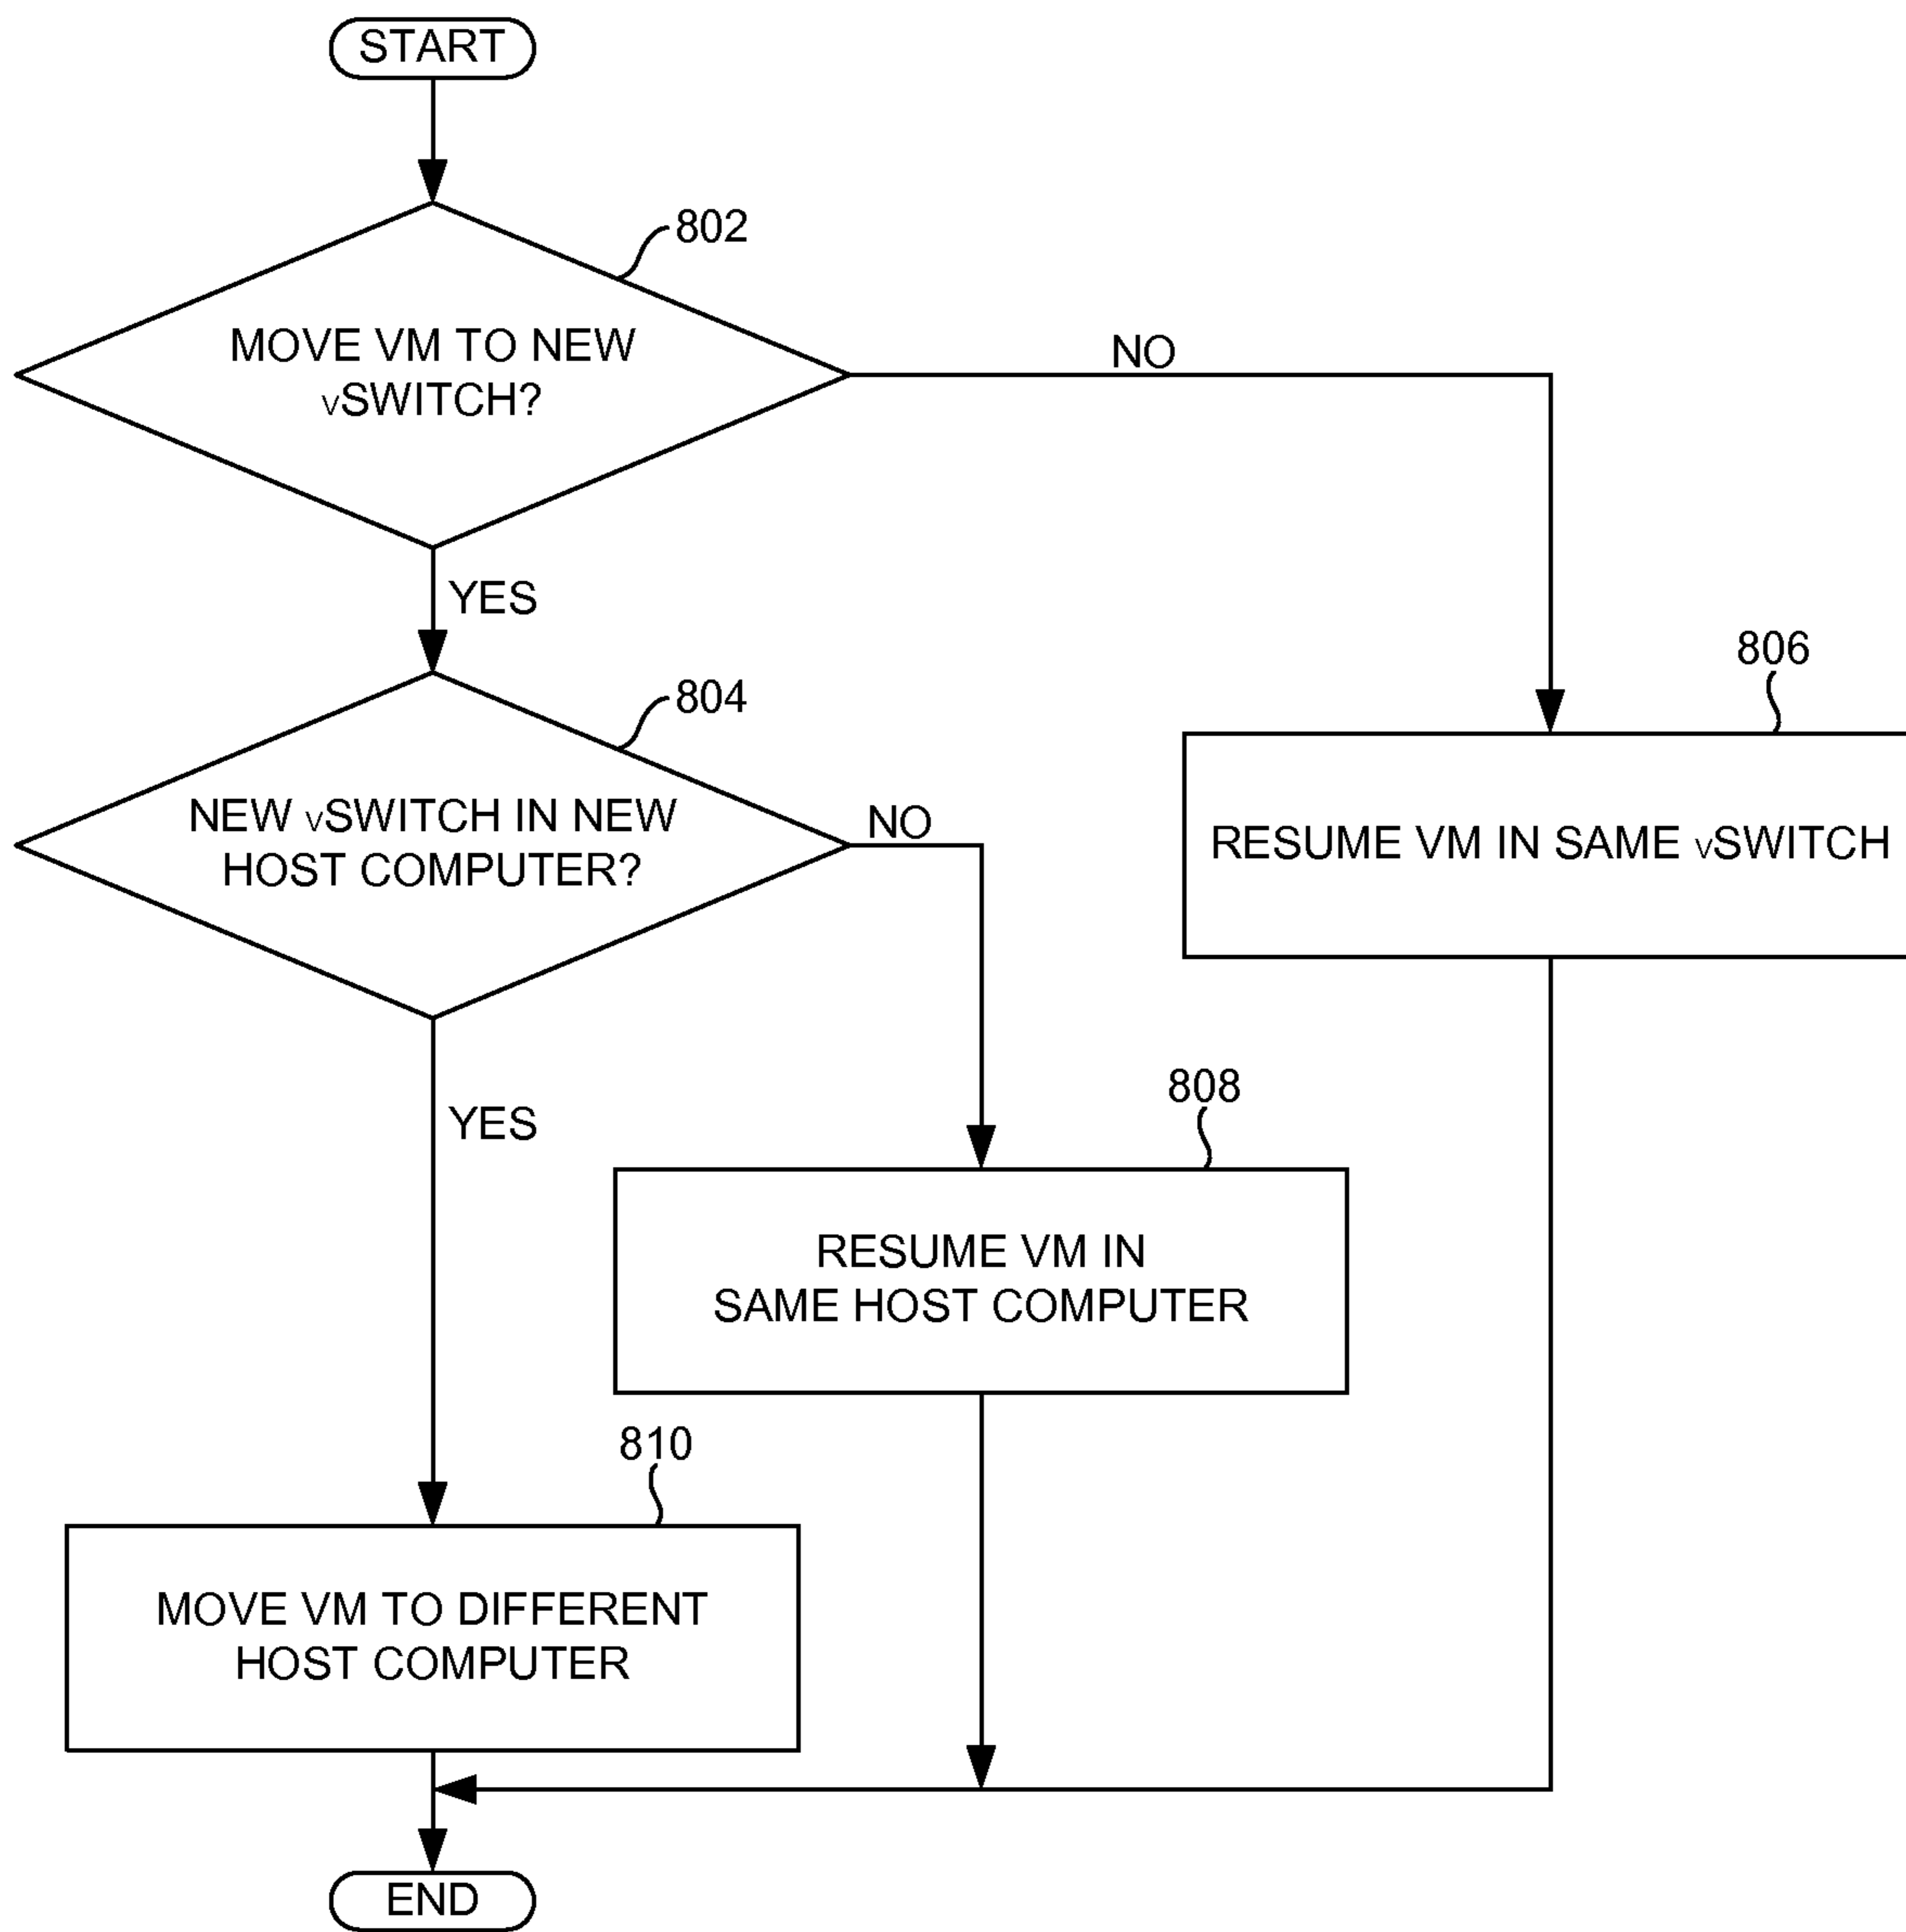 START
802
MOVE VM TO NEW
vSWITCH?
NO
YES
804
NEW vSWITCH IN NEW
HOST COMPUTER?
NO
806
RESUME VM IN SAME vSWITCH
YES
808
RESUME VM IN
SAME HOST COMPUTER
810
MOVE VM TO DIFFERENT
HOST COMPUTER
END